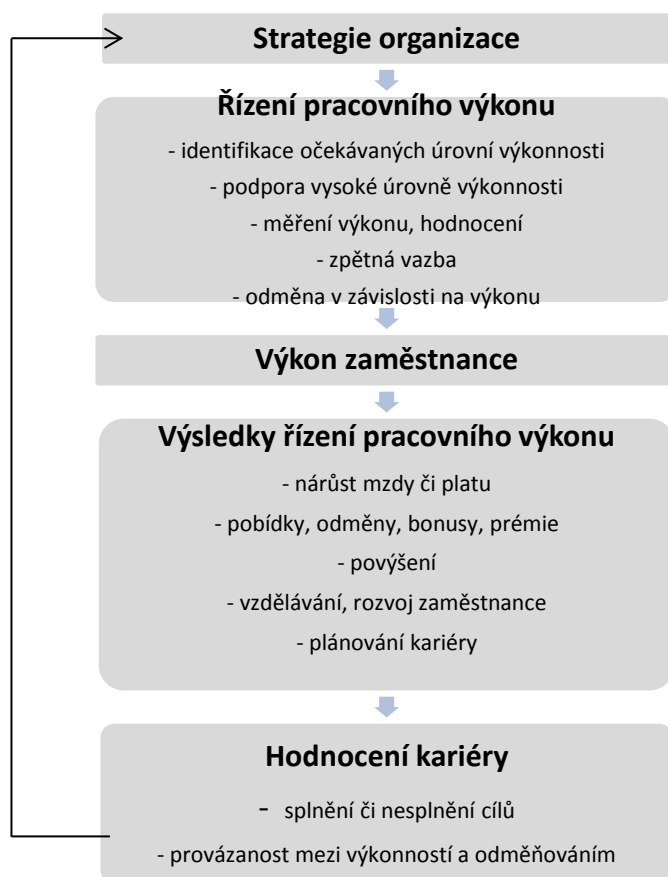 Strategie organizace
Řízení pracovního výkonu
- identifikace očekávaných úrovní výkonnosti
- podpora vysoké úrovně výkonnosti
- měření výkonu, hodnocení
- zpětná vazba
- odměna v závislosti na výkonu
Výkon zaměstnance
Výsledky řízení pracovního výkonu
- nárůst mzdy či platu
- pobídky, odměny, bonusy, prémie
- povýšení
- vzdělávání, rozvoj zaměstnance
- plánování kariéry
Hodnocení kariéry
- splnění či nesplnění cílů
- provázanost mezi výkonností a odměňováním